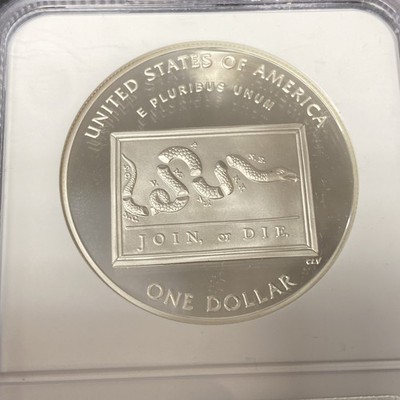 UNITED STATES OF AMERICA
E PLURIBUS UNUM
JOIN, or DIE.
ONE DOLLAR